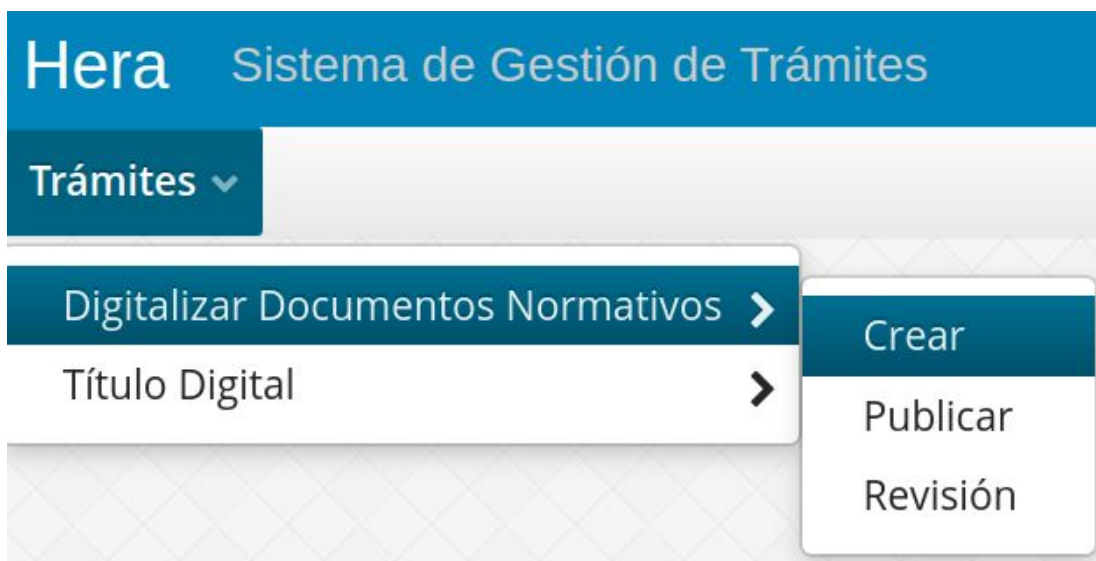 Hera Sistema de Gestión de Trámites
Trámites
Digitalizar Documentos Normativos
Título Digital
Crear
Publicar
Revisión